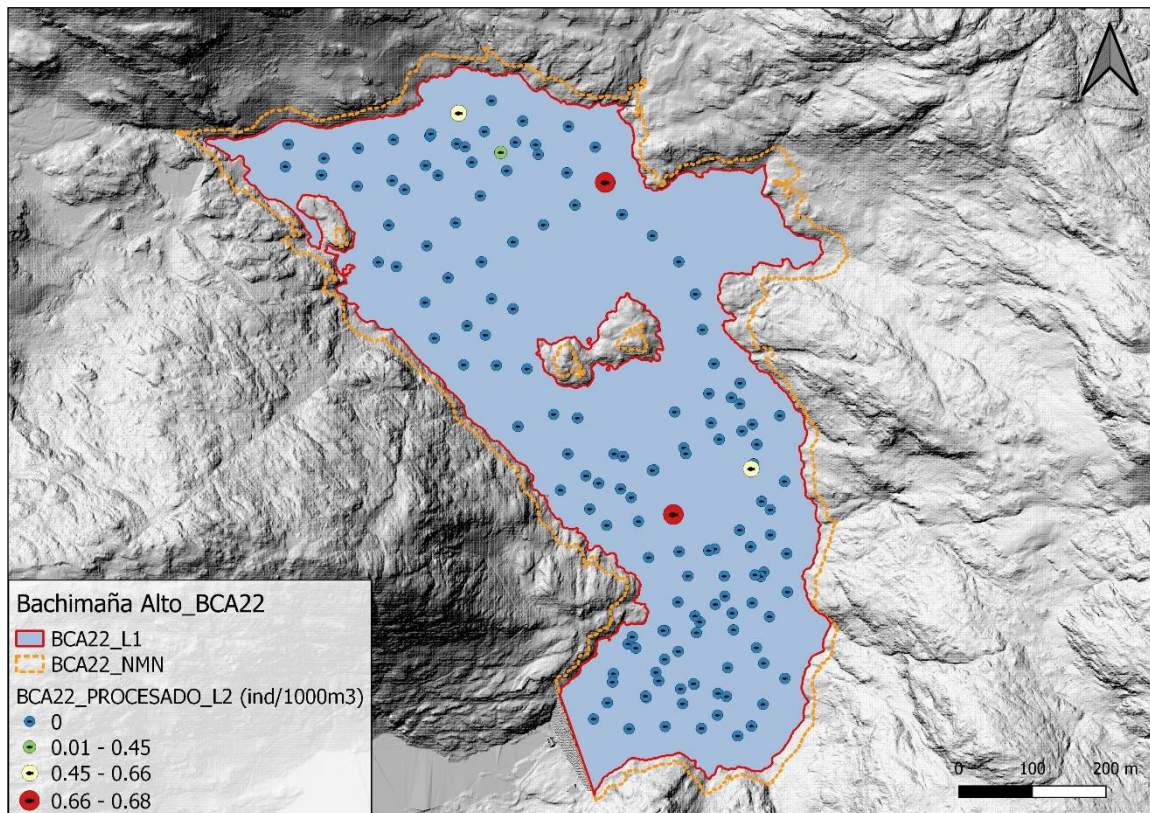 Bachimaña Alto_BCA22
BCA22_L1
BCA22_NMN
BCA22_PROCESADO_L2 (ind/1000m3)
0
0.01 - 0.45
0.45 - 0.66
0.66 - 0.68
0 100 200 m